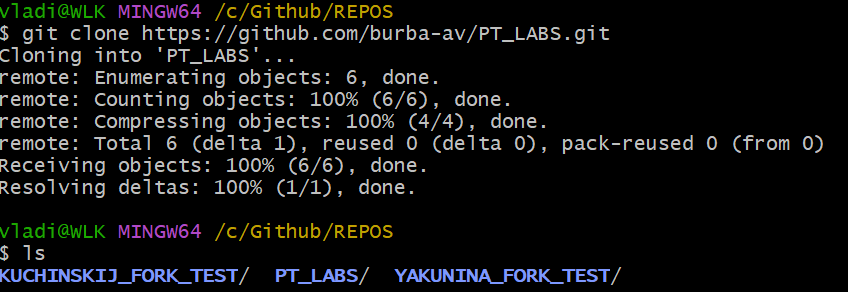 vladi@WLK MINGW64 /c/Github/REPOS
$ git clone https://github.com/burba-av/PT_LABS.git
Cloning into 'PT_LABS'...
remote: Enumerating objects: 6, done.
remote: Counting objects: 100% (6/6), done.
remote: Compressing objects: 100% (4/4), done.
remote: Total 6 (delta 1), reused 0 (delta 0), pack-reused 0 (from 0)
Receiving objects: 100% (6/6), done.
Resolving deltas: 100% (1/1), done.
vladi@WLK MINGW64 /c/Github/REPOS
$ ls
KUCHINSKIJ_FORK_TEST/  PT_LABS/  YAKUNINA_FORK_TEST/